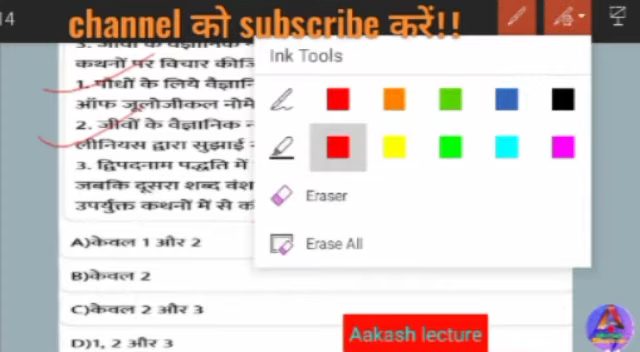 14
channel को subscribe करें!!
3. जीवों के वैज्ञानिक
कथनों पर विचार
1. पौधों के लिये
ऑफ जूलोजीकल
2. जीवों के वैज्ञानिक
लीनियस द्वारा सुझाई
3. द्विपदनाम पद्धति में
जबकि दूसरा शब्द वंश
उपर्युक्त कथनों में से
A)केवल 1 और 2
B)केवल 2
C)केवल 2 और 3
D)1, 2 और 3
Ink Tools
Eraser
Erase All
Aakash lecture